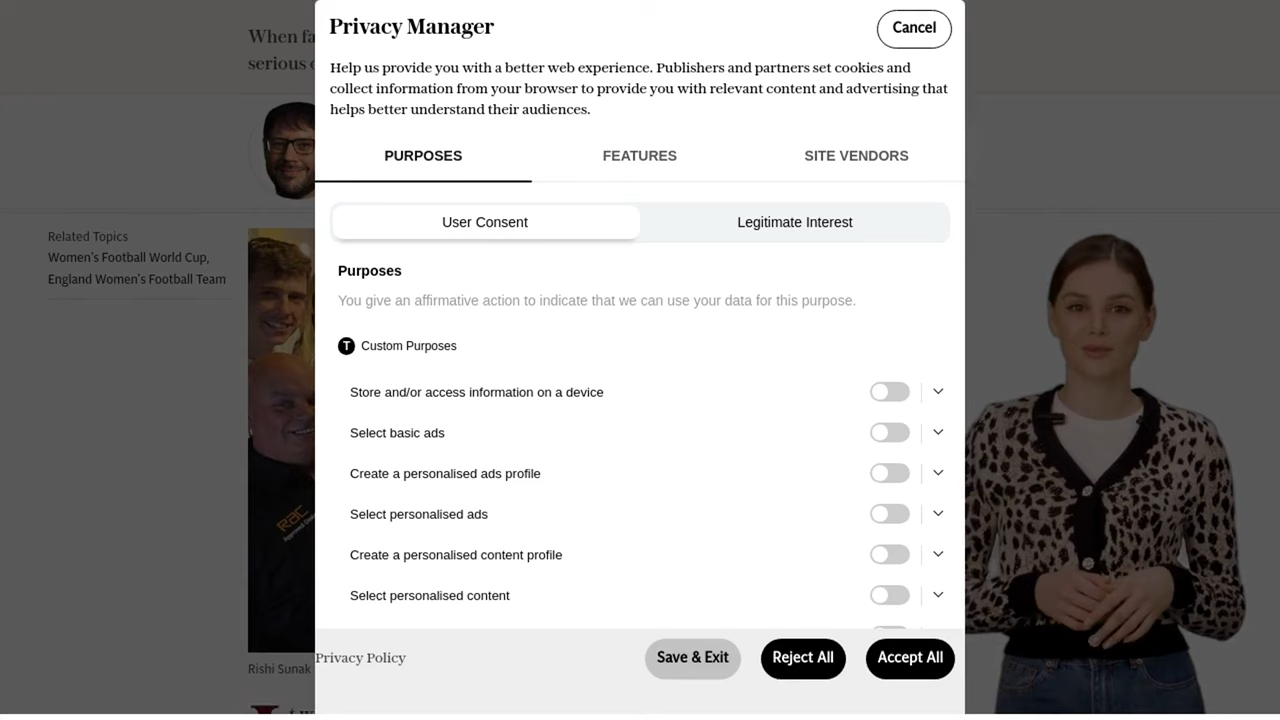 When fa
serious
Privacy Manager
Cancel
Help us provide you with a better web experience. Publishers and partners set cookies and
collect information from your browser to provide you with relevant content and advertising that
helps better understand their audiences.
PURPOSES
FEATURES
SITE VENDORS
User Consent
Legitimate Interest
Related Topics
Women's Football World Cup,
England Women's Football Team
Purposes
You give an affirmative action to indicate that we can use your data for this purpose.
T Custom Purposes
Store and/or access information on a device
Select basic ads
Create a personalised ads profile
Select personalised ads
Create a personalised content profile
Select personalised content
RAC
Privacy Policy
Save & Exit
Reject All
Accept All
Rishi Sunak